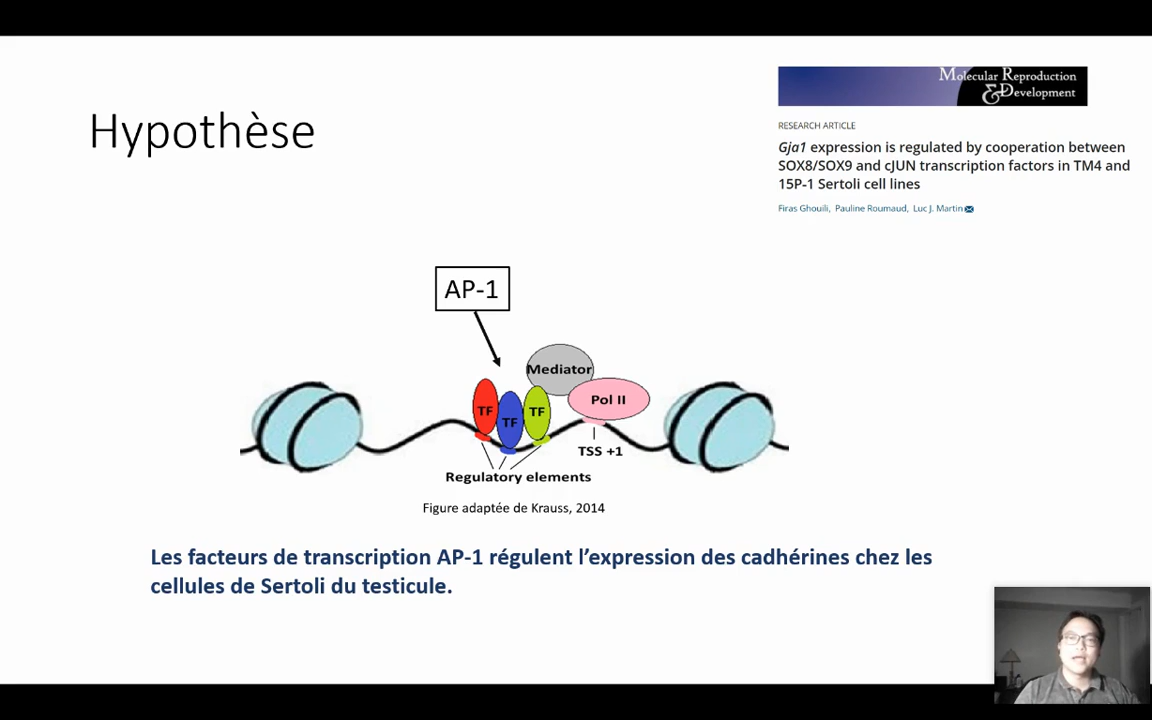 Hypothèse
Molecular Reproduction
& Development
RESEARCH ARTICLE
Gja1 expression is regulated by cooperation between
SOX8/SOX9 and cJUN transcription factors in TM4 and
15P-1 Sertoli cell lines
Firas Ghouili, Pauline Roumaud, Luc J. Martin
AP-1
Mediator
TF
TF
TF
Pol II
TSS +1
Regulatory elements
Figure adaptée de Krauss, 2014
Les facteurs de transcription AP-1 régulent l’expression des cadhérines chez les
cellules de Sertoli du testicule.